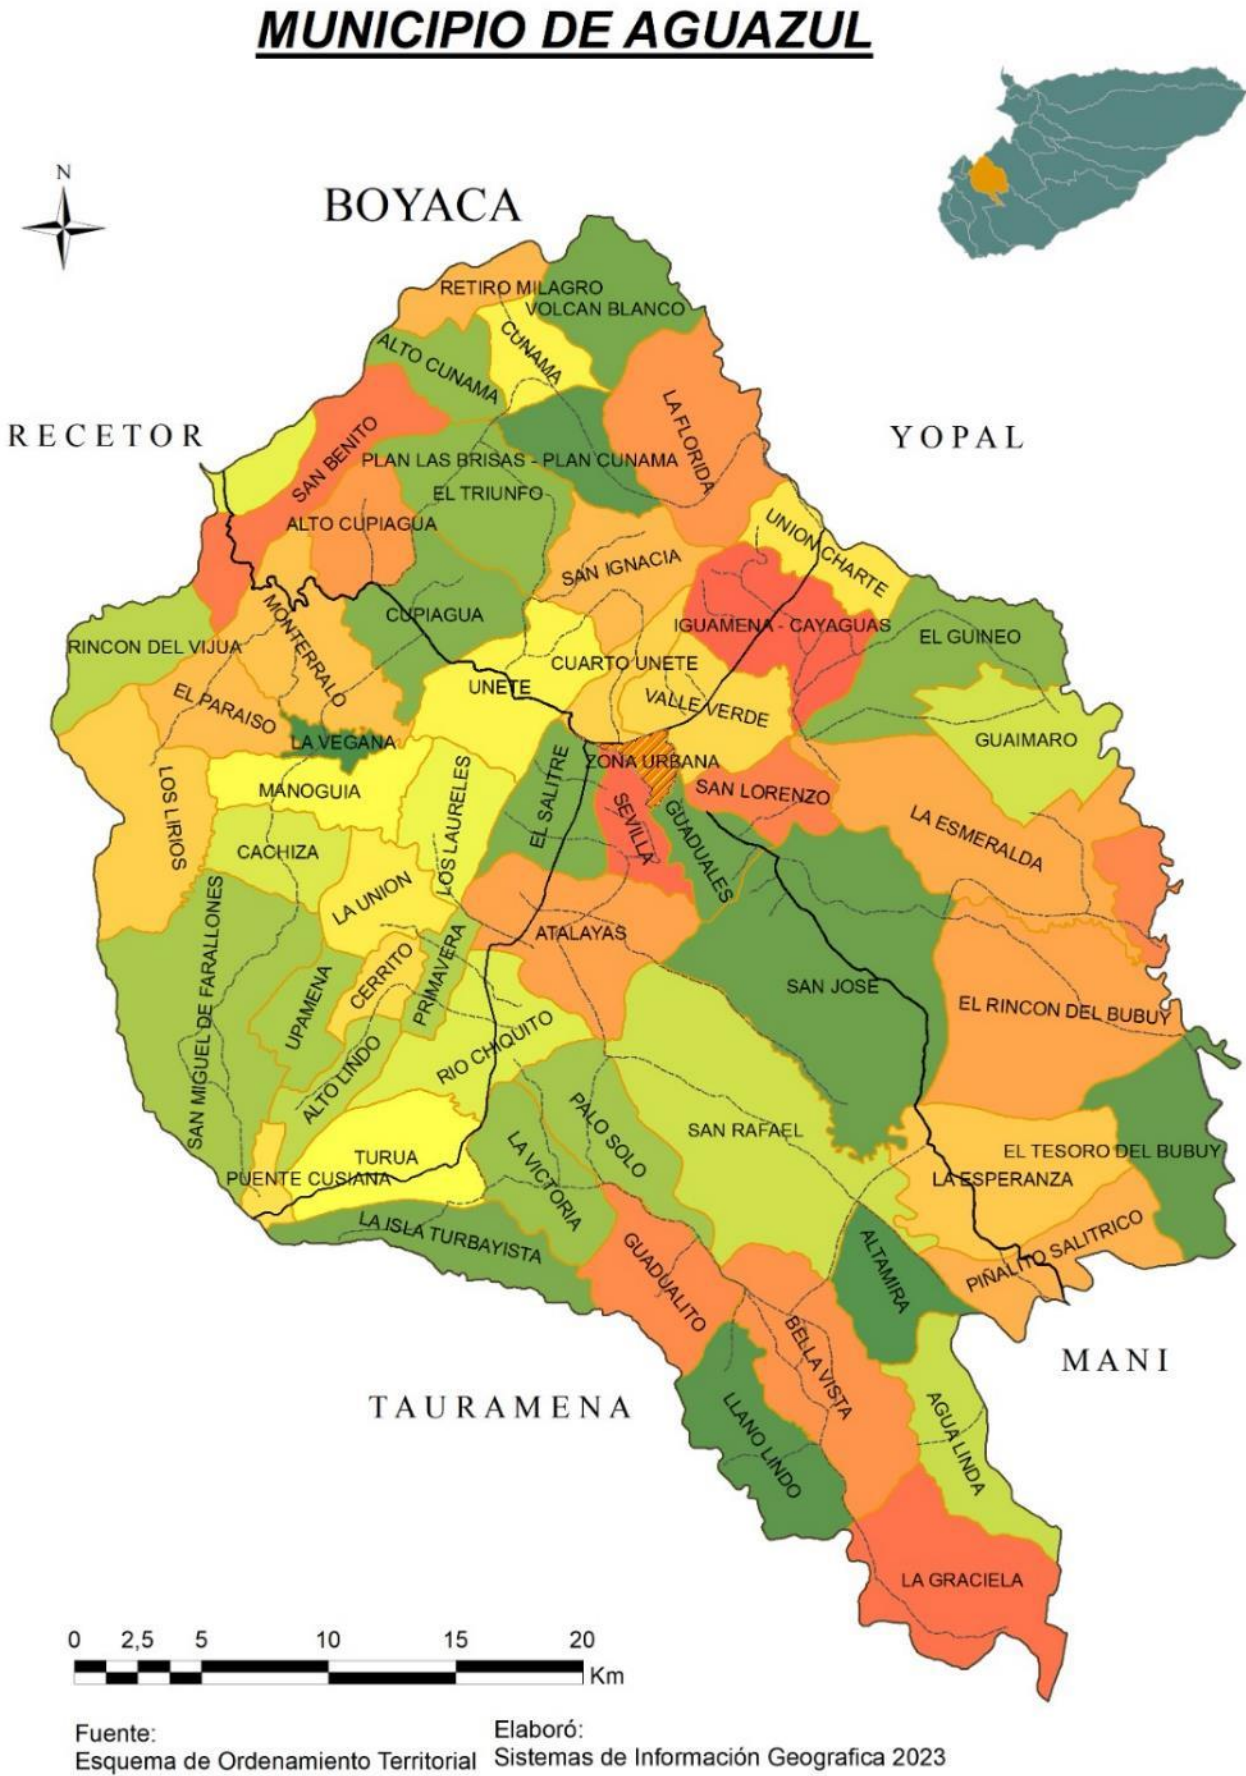 MUNICIPIO DE AGUAZUL
N
BOYACA
RETIRO MILAGRO
VOLCAN BLANCO
CUNAMA
ALTO CUNAMA
LA FLORIDA
RECETOR
YOPAL
SAN BENITO
PLAN LAS BRISAS - PLAN CUNAMA
EL TRIUNFO
ALTO CUPIAGUA
UNION CHARTE
SAN IGNACIA
CUPIAGUA
MONTERRALO
IGUAMENA - CAYAGUAS
EL GUINEO
RINCON DEL VIJUA
CUARTO UNETE
UNETE
EL PARAISO
VALLE VERDE
GUAIMARO
LA VEGANA
ZONA URBANA
MANOGUIA
SAN LORENZO
LOS LIRIOS
LOS LAURELES
EL SALITRE
SEVILLA
GUADUALES
LA ESMERALDA
CACHIZA
LA UNION
ATALAYAS
SAN MIGUEL DE FARALLONES
CERRITO
PRIMAVERA
UPAMENA
SAN JOSE
EL RINCON DEL BUBUY
RIO CHIQUITO
ALTO LINDO
PALO SOLO
SAN RAFAEL
TURUA
LA VICTORIA
EL TESORO DEL BUBUY
PUENTE CUSIANA
LA ESPERANZA
LA ISLA TURBAYISTA
PIÑALITO SALITRICO
GUADUALITO
ALTAMIRA
BELLA VISTA
MANI
TAURAMENA
LLANO LINDO
AGUA LINDA
LA GRACIELA
0 2,5 5 10 15 20
Km
Fuente:
Esquema de Ordenamiento Territorial
Elaboró:
Sistemas de Información Geografica 2023